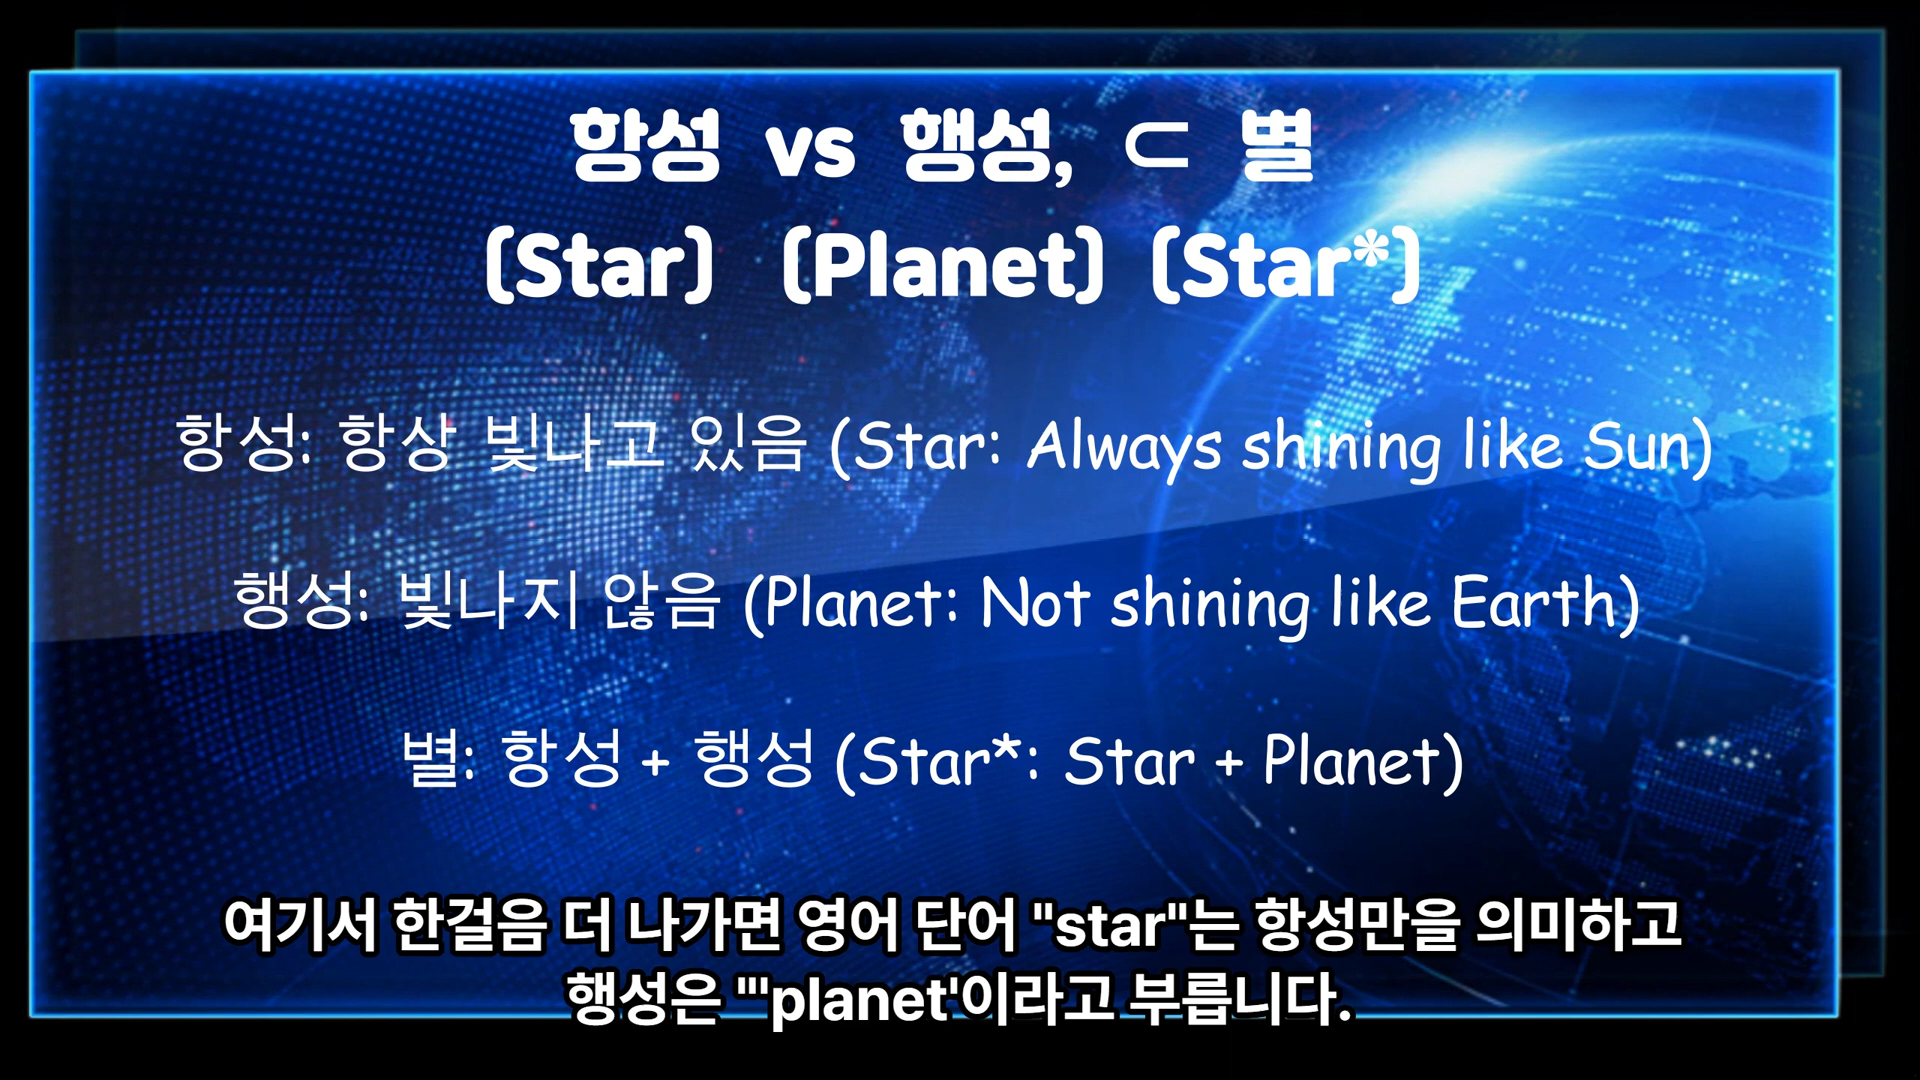 항성 vs 행성, ⊂ 별
(Star) (Planet) (Star*)
항성: 항상 빛나고 있음 (Star: Always shining like Sun)
행성: 빛나지 않음 (Planet: Not shining like Earth)
별: 항성 + 행성 (Star*: Star + Planet)
여기서 한걸음 더 나가면 영어 단어 "star"는 항성만을 의미하고
행성은 "'planet'이라고 부릅니다.